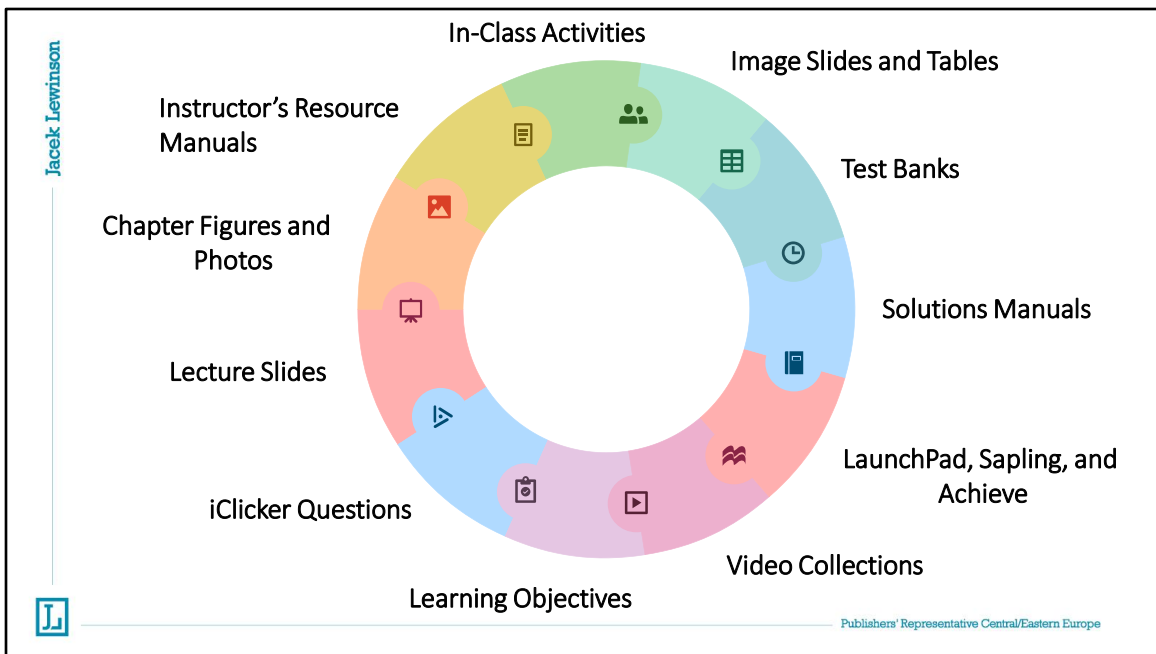 Jacek Lewinson
In-Class Activities
Image Slides and Tables
Instructor’s Resource
Manuals
Test Banks
Chapter Figures and
Photos
Solutions Manuals
Lecture Slides
LaunchPad, Sapling, and
Achieve
iClicker Questions
Video Collections
Learning Objectives
JL
Publishers' Representative Central/Eastern Europe